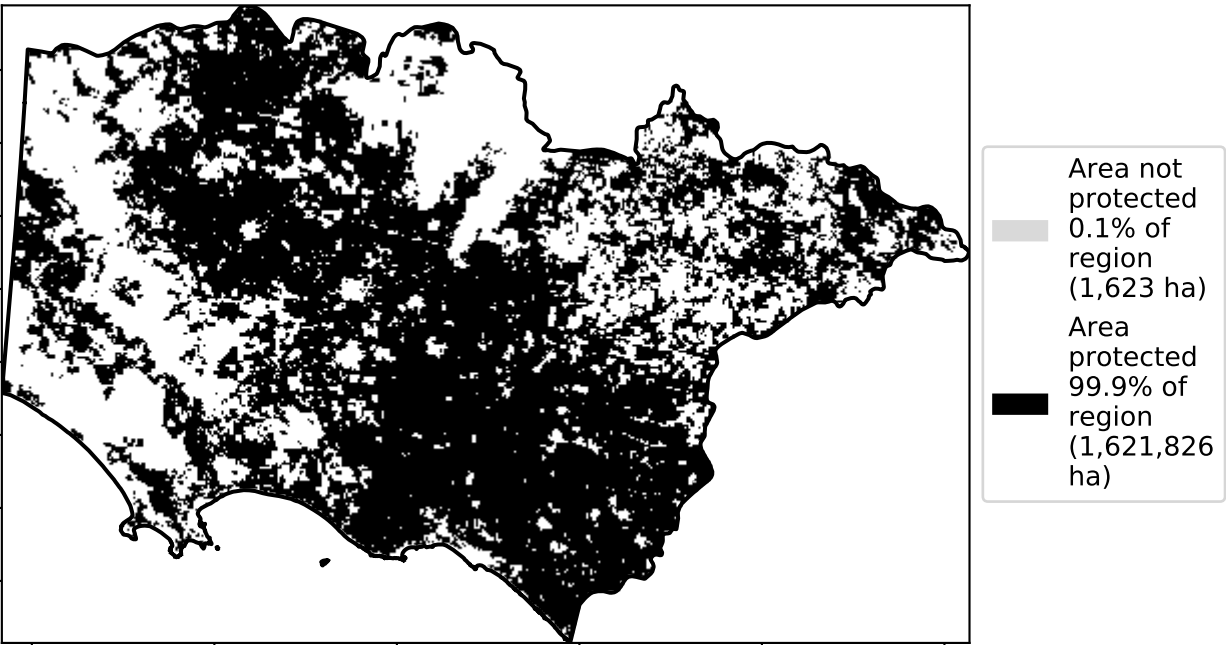 Area not
protected
0.1% of
region
(1,623 ha)
Area
protected
99.9% of
region
(1,621,826
ha)